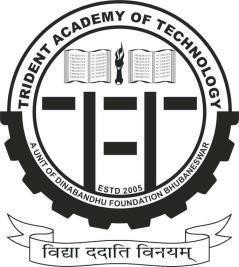 TRIDENT ACADEMY OF TECHNOLOGY
TAT
ESTD 2005
A UNIT OF DINABANDHU FOUNDATION BHUBANESWAR
विद्या ददाति विनयम्